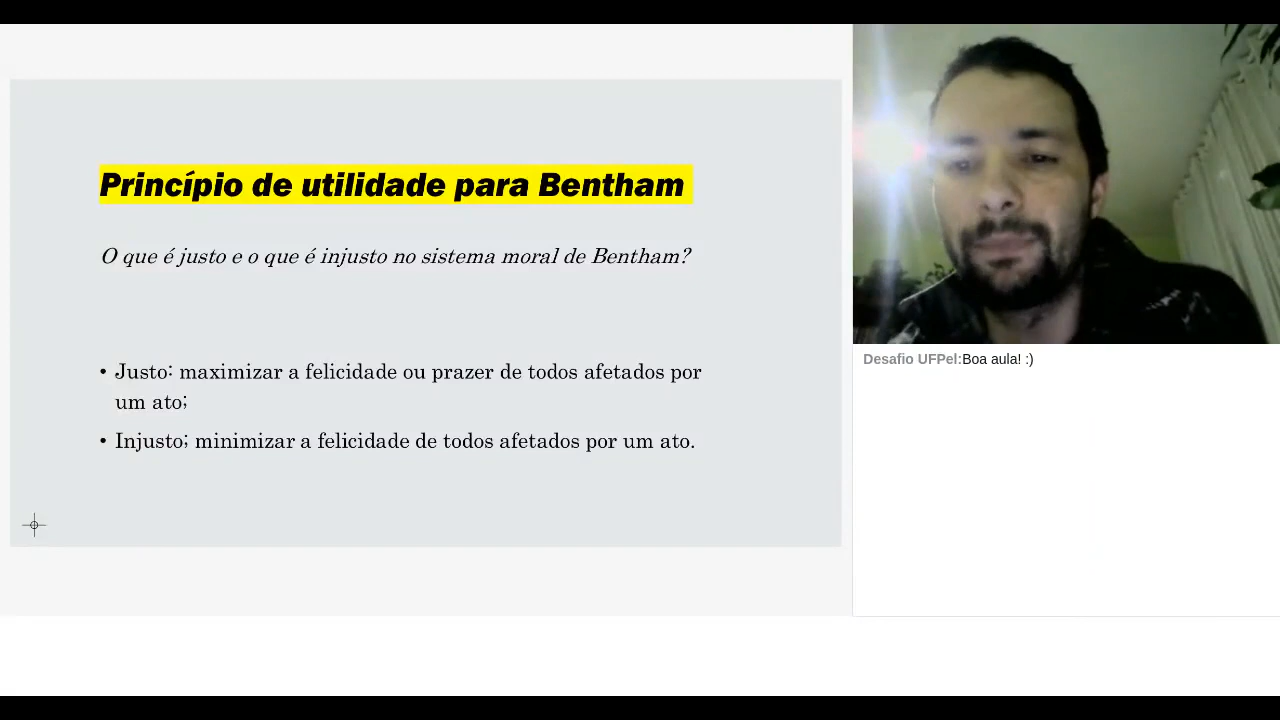 Princípio de utilidade para Bentham
O que é justo e o que é injusto no sistema moral de Bentham?
• Justo: maximizar a felicidade ou prazer de todos afetados por
um ato;
• Injusto; minimizar a felicidade de todos afetados por um ato.
Desafio UFPel:Boa aula! :)